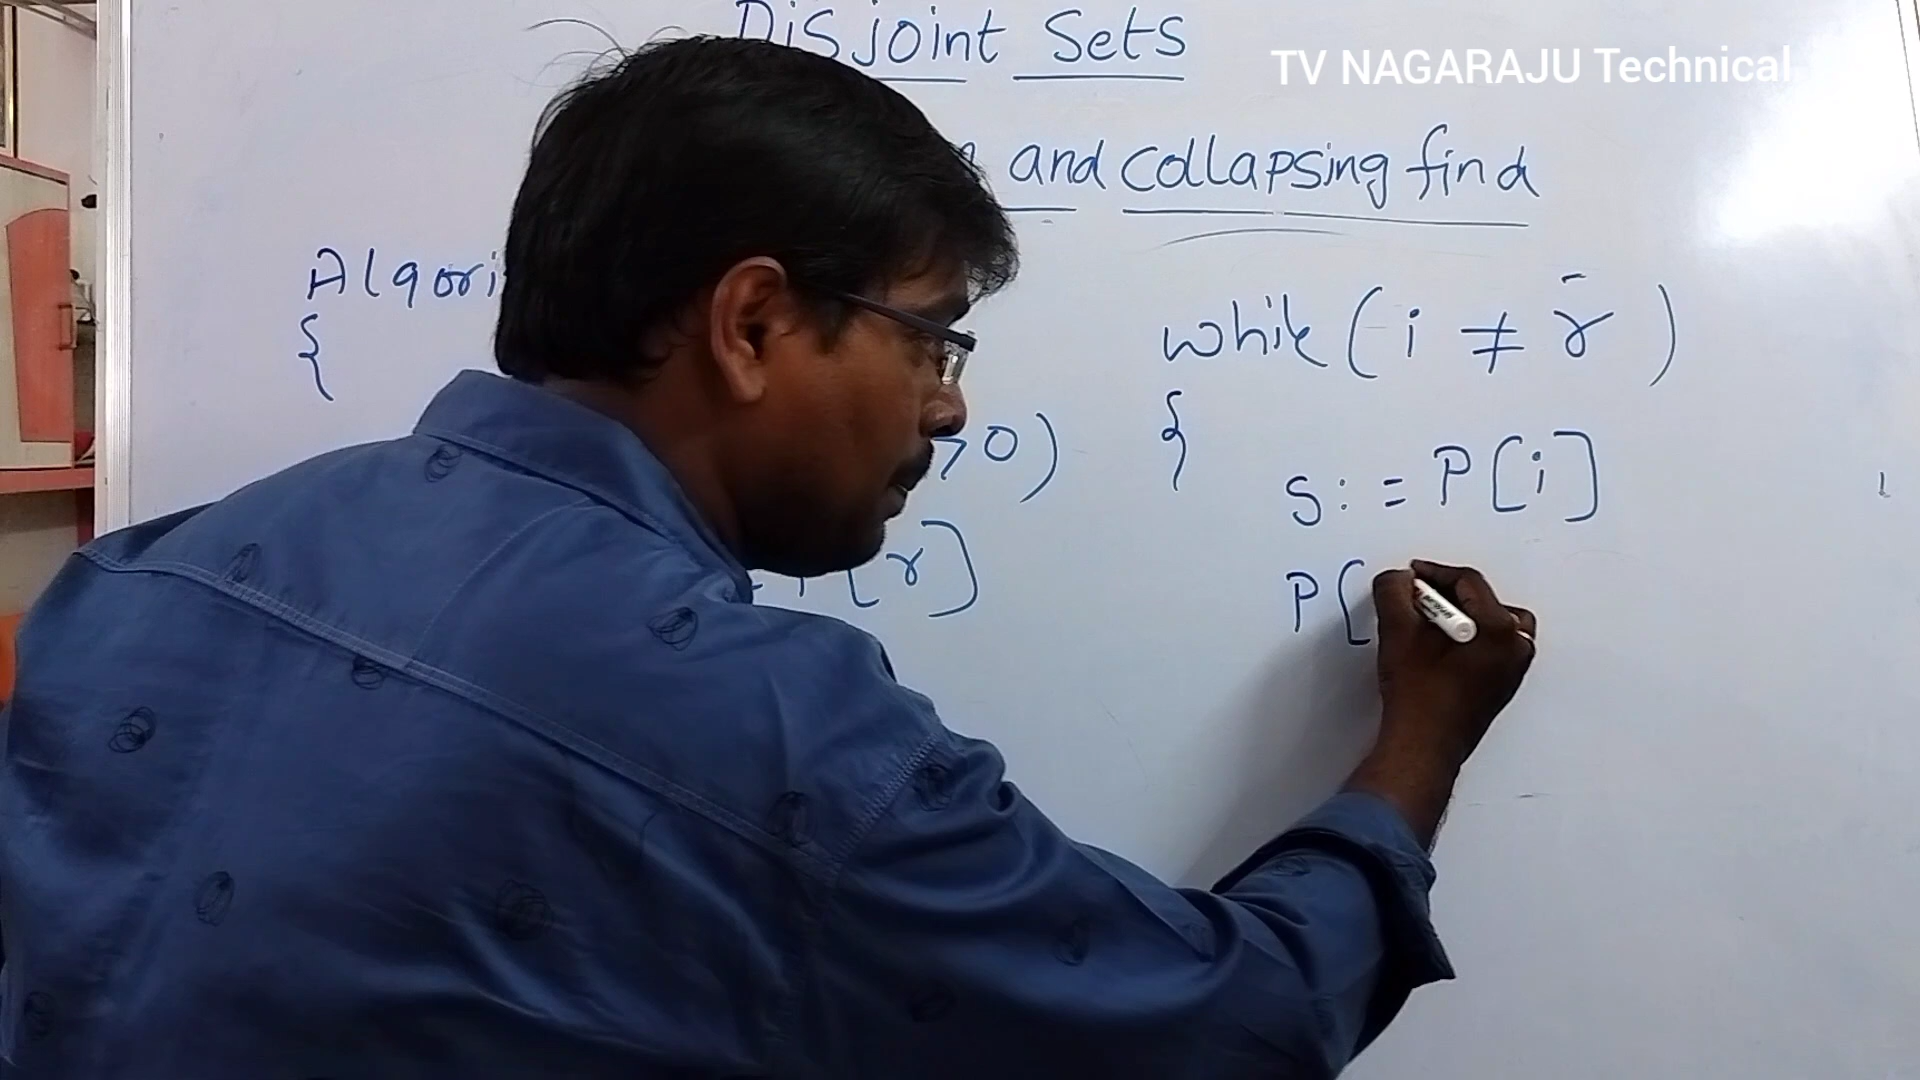 Disjoint Sets
TV NAGARAJU Technical
and collapsing find
Algori
{
>0)
P[r]
while ( i ≠ r )
{
S := P[i]
P[